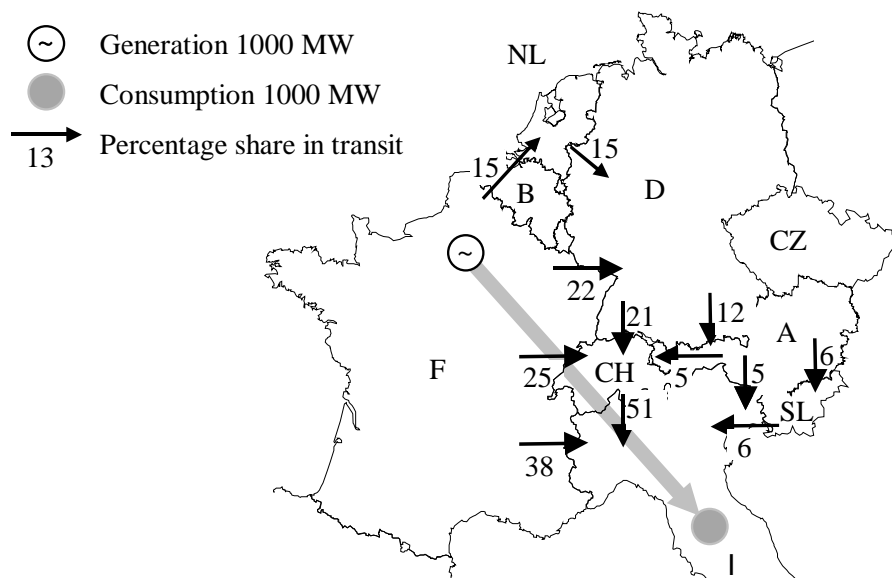 ~ Generation 1000 MW
Consumption 1000 MW
Percentage share in transit
13
NL
15
15
B
D
~
CZ
22
21
12
A
F
25
CH
5
5
6
51
SL
38
6
I